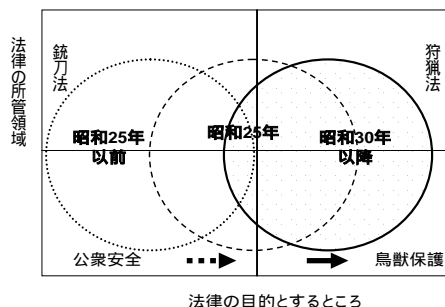 法律の所管領域
銃刀法
狩猟法
昭和25年
以前
昭和25年
昭和30年
以降
公衆安全
鳥獣保護
法律の目的とするところ